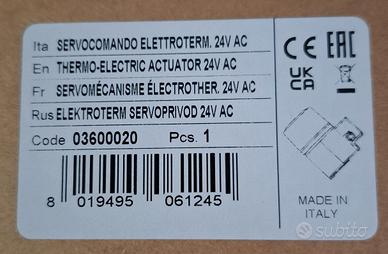 Ita SERVOCOMANDO ELETTROTERM. 24V AC
En THERMO-ELECTRIC ACTUATOR 24V AC
Fr SERVOMÉCANISME ÉLECTROTHER. 24V AC
Rus ELEKTROTERM SERVOPRIVOD 24V AC
Code 03600020 Pcs. 1
8 019495 061245
CE EAC
UK
CA
MADE IN
ITALY
subito